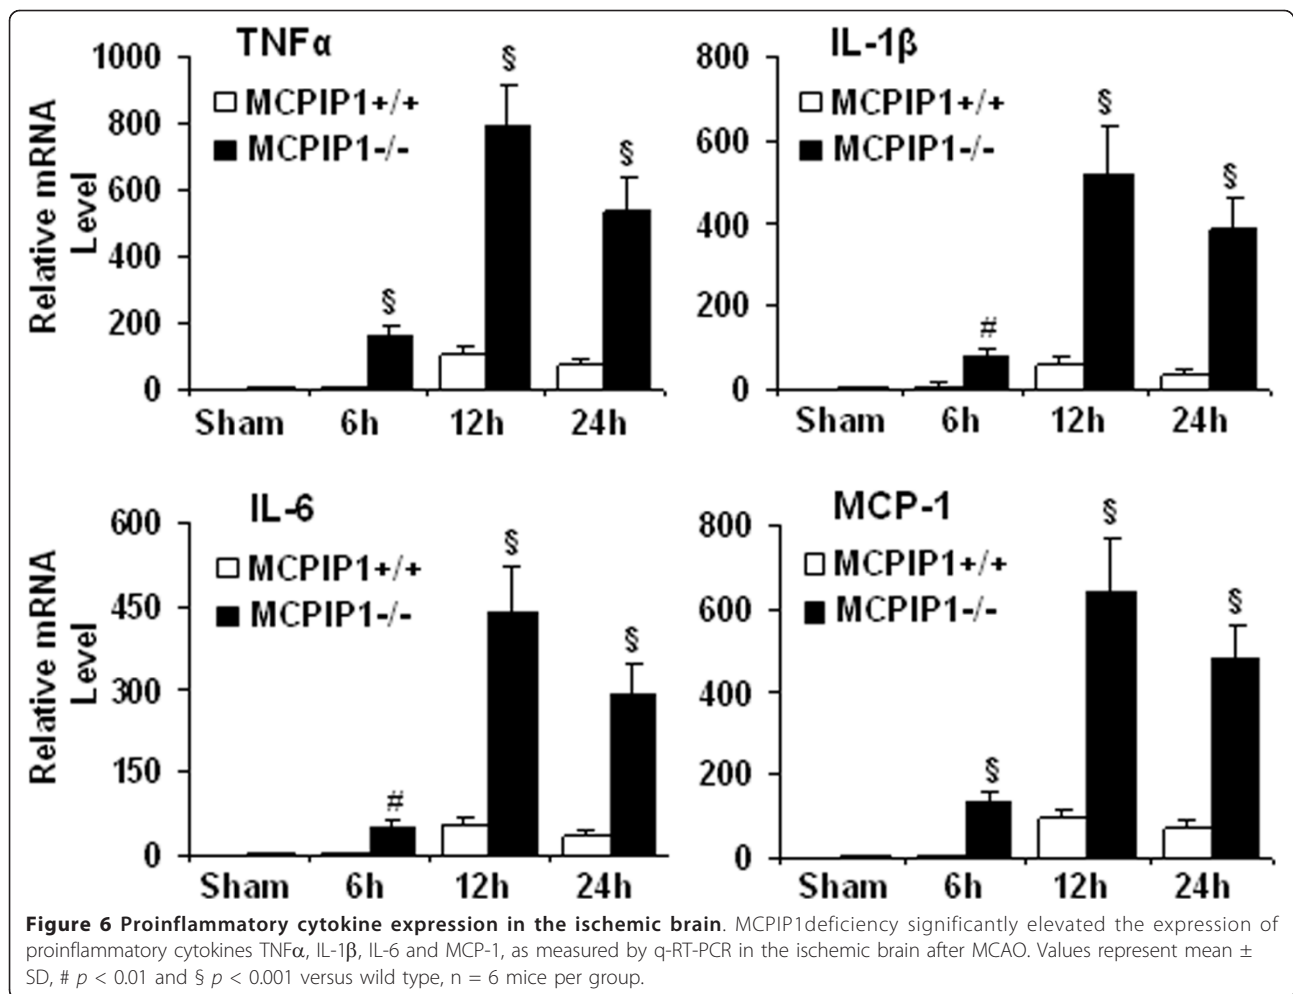 TNFα
1000
800
600
400
200
0
Relative mRNA
Level
MCPIP1+/+
MCPIP1-/-
§
§
§
Sham 6h 12h 24h
IL-1β
800
600
400
200
0
MCPIP1+/+
MCPIP1-/-
#
§
§
Sham 6h 12h 24h
IL-6
600
450
300
150
0
Relative mRNA
Level
MCPIP1+/+
MCPIP1-/-
#
§
§
Sham 6h 12h 24h
MCP-1
800
600
400
200
0
MCPIP1+/+
MCPIP1-/-
§
§
§
Sham 6h 12h 24h
Figure 6 Proinflammatory cytokine expression in the ischemic brain. MCPIP1deficiency significantly elevated the expression of
proinflammatory cytokines TNFα, IL-1β, IL-6 and MCP-1, as measured by q-RT-PCR in the ischemic brain after MCAO. Values represent mean ±
SD, # p < 0.01 and § p < 0.001 versus wild type, n = 6 mice per group.